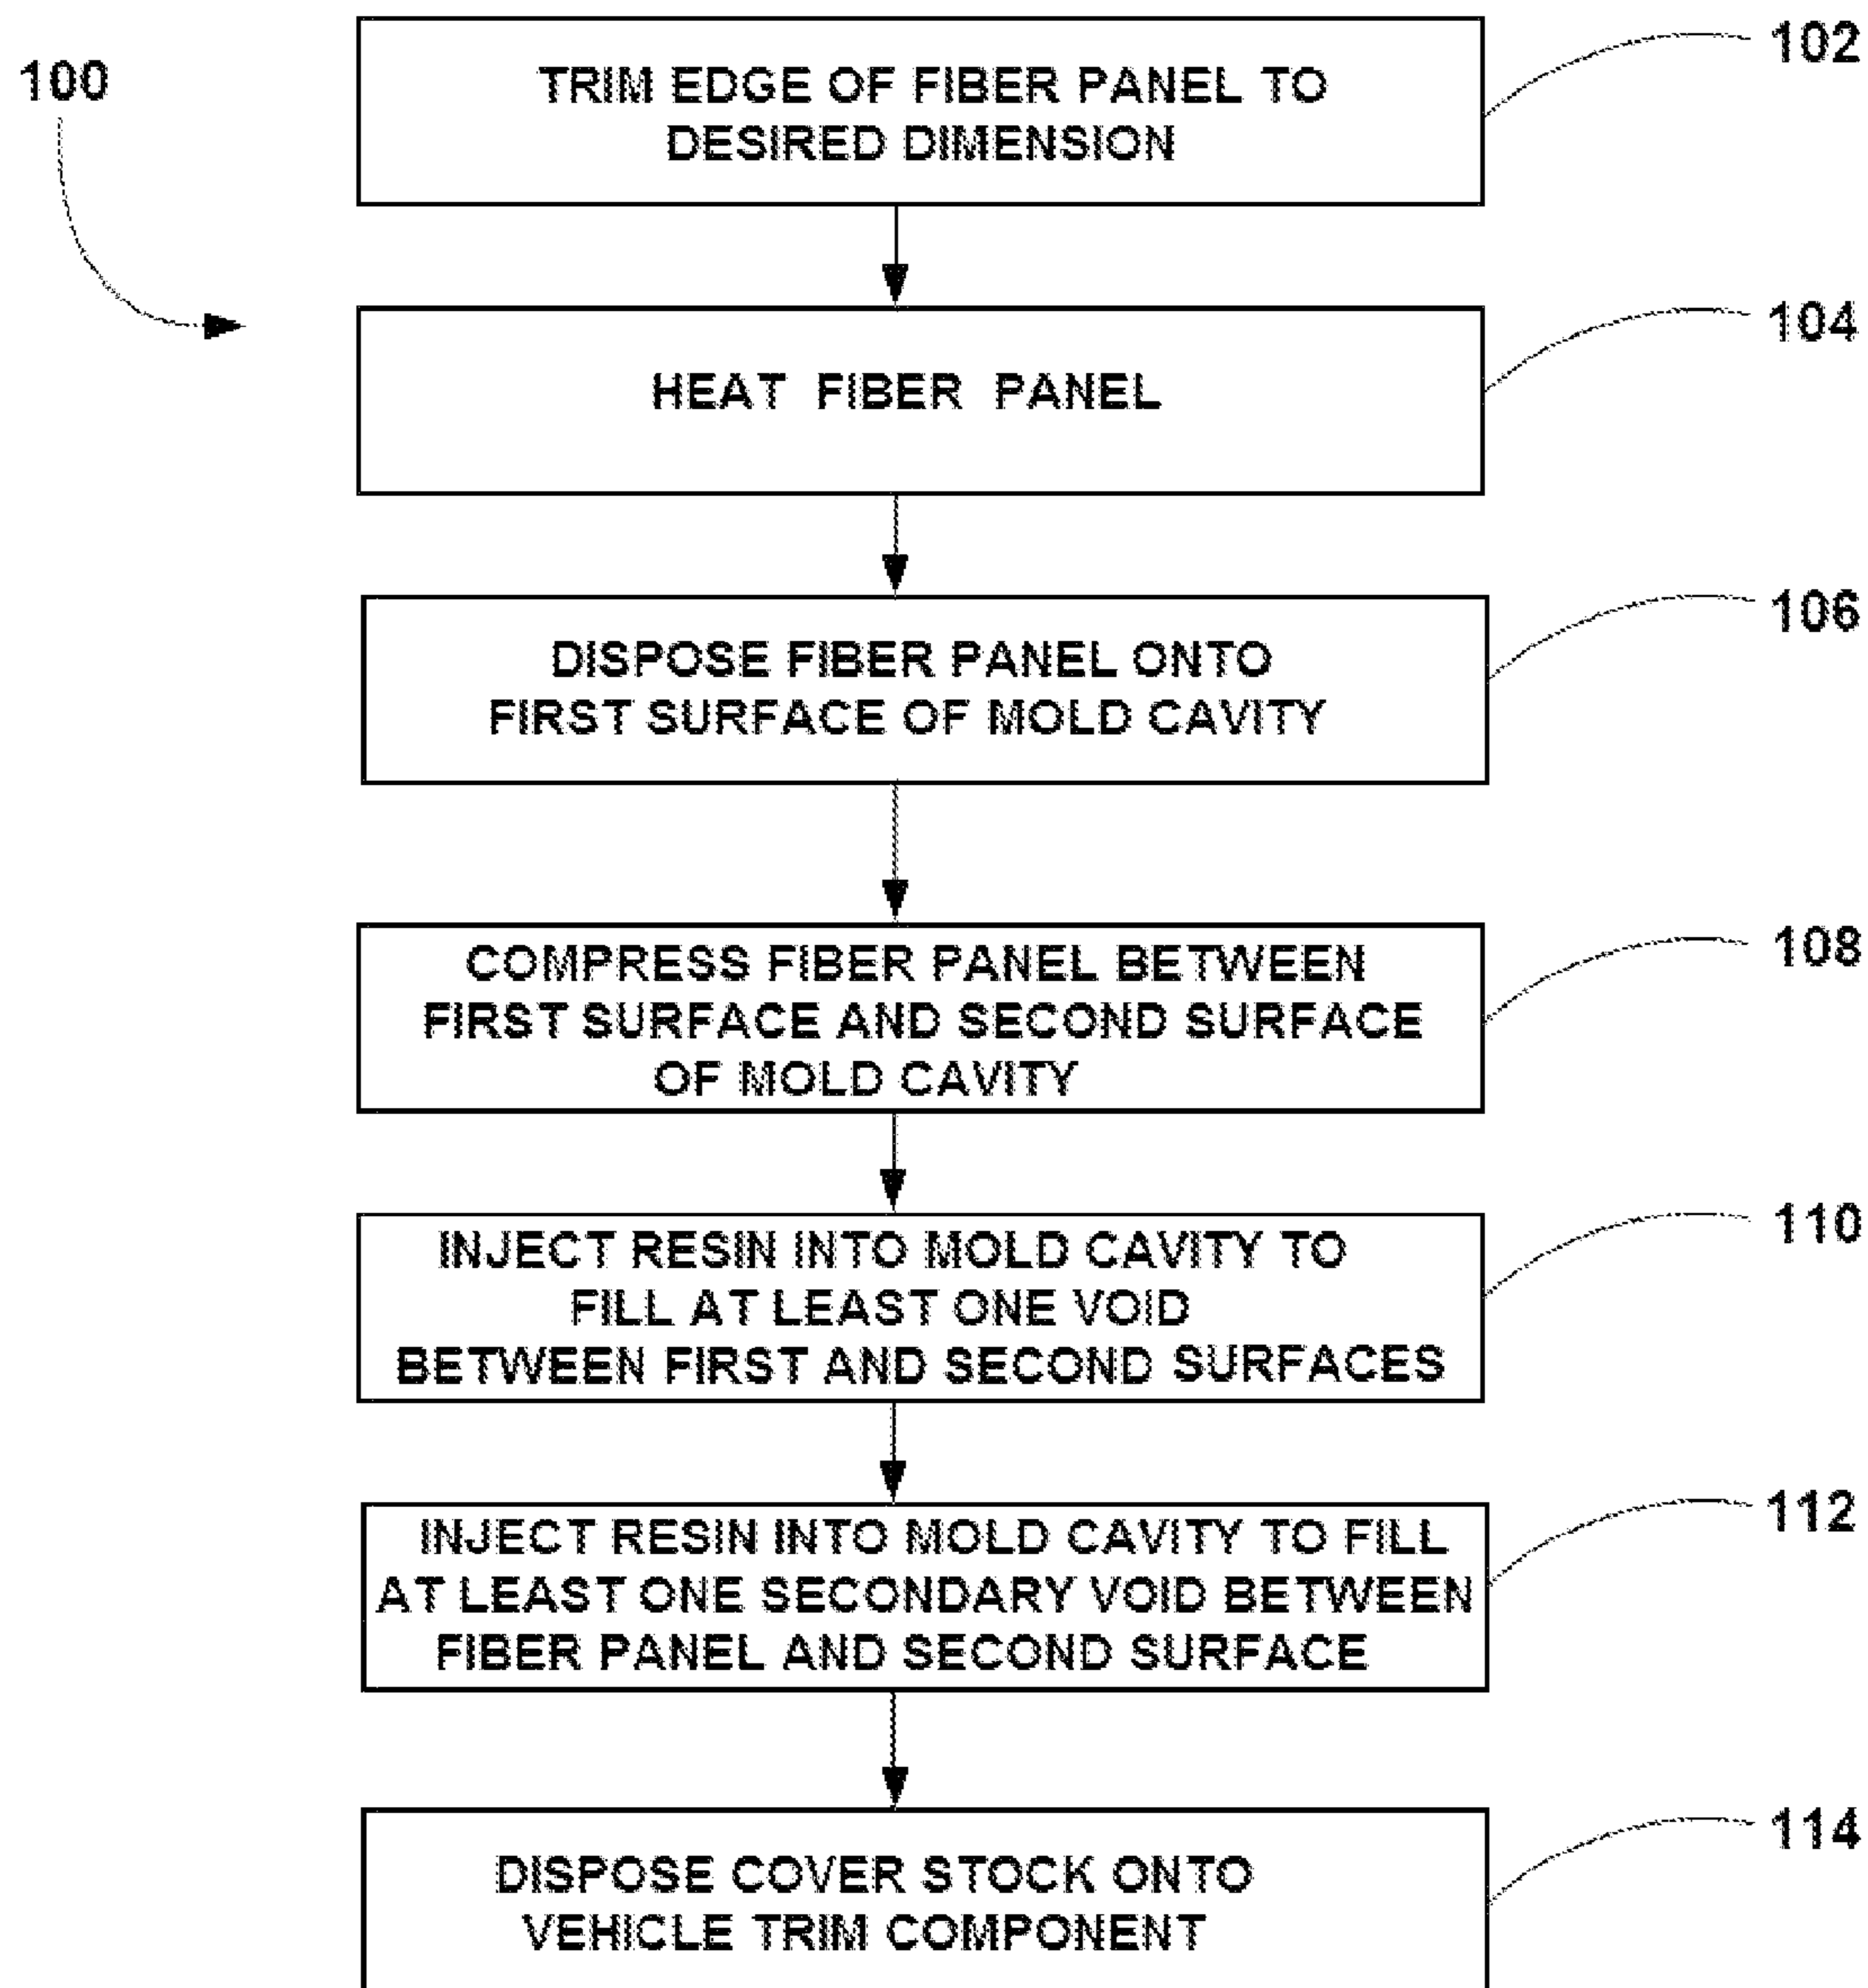 100
TRIM EDGE OF FIBER PANEL TO
DESIRED DIMENSION
102
HEAT FIBER PANEL
104
DISPOSE FIBER PANEL ONTO
FIRST SURFACE OF MOLD CAVITY
106
COMPRESS FIBER PANEL BETWEEN
FIRST SURFACE AND SECOND SURFACE
OF MOLD CAVITY
108
INJECT RESIN INTO MOLD CAVITY TO
FILL AT LEAST ONE VOID
BETWEEN FIRST AND SECOND SURFACES
110
INJECT RESIN INTO MOLD CAVITY TO FILL
AT LEAST ONE SECONDARY VOID BETWEEN
FIBER PANEL AND SECOND SURFACE
112
DISPOSE COVER STOCK ONTO
VEHICLE TRIM COMPONENT
114